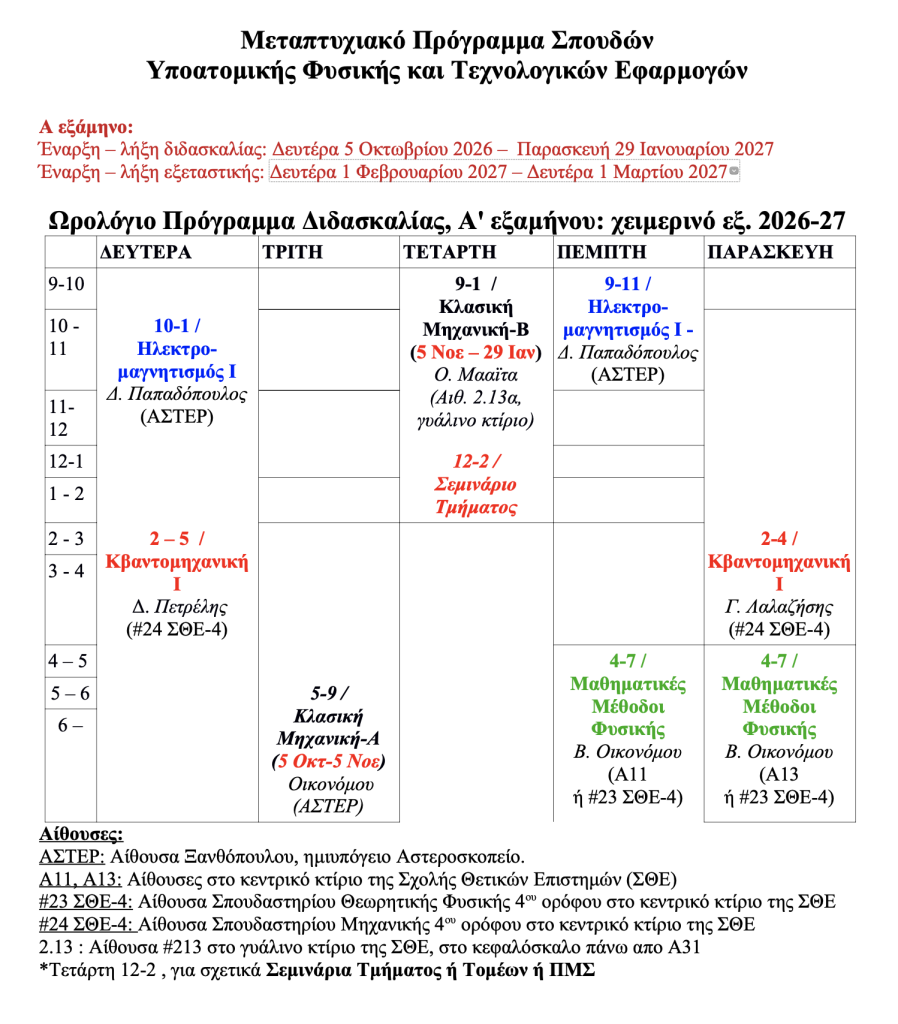 Μεταπτυχιακό Πρόγραμμα Σπουδών
Υποατομικής Φυσικής και Τεχνολογικών Εφαρμογών
Α εξάμηνο:
Έναρξη – λήξη διδασκαλίας: Δευτέρα 5 Οκτωβρίου 2026 – Παρασκευή 29 Ιανουαρίου 2027
Έναρξη – λήξη εξεταστικής: Δευτέρα 1 Φεβρουαρίου 2027 – Δευτέρα 1 Μαρτίου 2027
Ωρολόγιο Πρόγραμμα Διδασκαλίας, Α' εξαμήνου: χειμερινό εξ. 2026-27
ΔΕΥΤΕΡΑ ΤΡΙΤΗ ΤΕΤΑΡΤΗ ΠΕΜΠΤΗ ΠΑΡΑΣΚΕΥΗ
9-10
10 -
11
11-
12
12-1
1 - 2
2 - 3
3 - 4
4 – 5
5 – 6
6 –
10-1 /
Ηλεκτρο-
μαγνητισμός Ι
Δ. Παπαδόπουλος
(ΑΣΤΕΡ)
2 – 5 /
Κβαντομηχανική
Ι
Δ. Πετρέλης
(#24 ΣΘΕ-4)
5-9 /
Κλασική
Μηχανική-Α
(5 Οκτ-5 Νοε)
Οικονόμου
(ΑΣΤΕΡ)
9-1 /
Κλασική
Μηχανική-Β
(5 Νοε – 29 Ιαν)
Ο. Μααΐτα
(Αιθ. 2.13α,
γυάλινο κτίριο)
12-2 /
Σεμινάριο
Τμήματος
9-11 /
Ηλεκτρο-
μαγνητισμός Ι -
Δ. Παπαδόπουλος
(ΑΣΤΕΡ)
4-7 /
Μαθηματικές
Μέθοδοι
Φυσικής
Β. Οικονόμου
(Α11
ή #23 ΣΘΕ-4)
2-4 /
Κβαντομηχανική
Ι
Γ. Λαλαζήσης
(#24 ΣΘΕ-4)
4-7 /
Μαθηματικές
Μέθοδοι
Φυσικής
Β. Οικονόμου
(Α13
ή #23 ΣΘΕ-4)
Αίθουσες:
ΑΣΤΕΡ: Αίθουσα Ξανθόπουλου, ημιυπόγειο Αστεροσκοπείο.
Α11, Α13: Αίθουσες στο κεντρικό κτίριο της Σχολής Θετικών Επιστημών (ΣΘΕ)
#23 ΣΘΕ-4: Αίθουσα Σπουδαστηρίου Θεωρητικής Φυσικής 4ου ορόφου στο κεντρικό κτίριο της ΣΘΕ
#24 ΣΘΕ-4: Αίθουσα Σπουδαστηρίου Μηχανικής 4ου ορόφου στο κεντρικό κτίριο της ΣΘΕ
2.13 : Αίθουσα #213 στο γυάλινο κτίριο της ΣΘΕ, στο κεφαλόσκαλο πάνω απο Α31
*Τετάρτη 12-2 , για σχετικά Σεμινάρια Τμήματος ή Τομέων ή ΠΜΣ